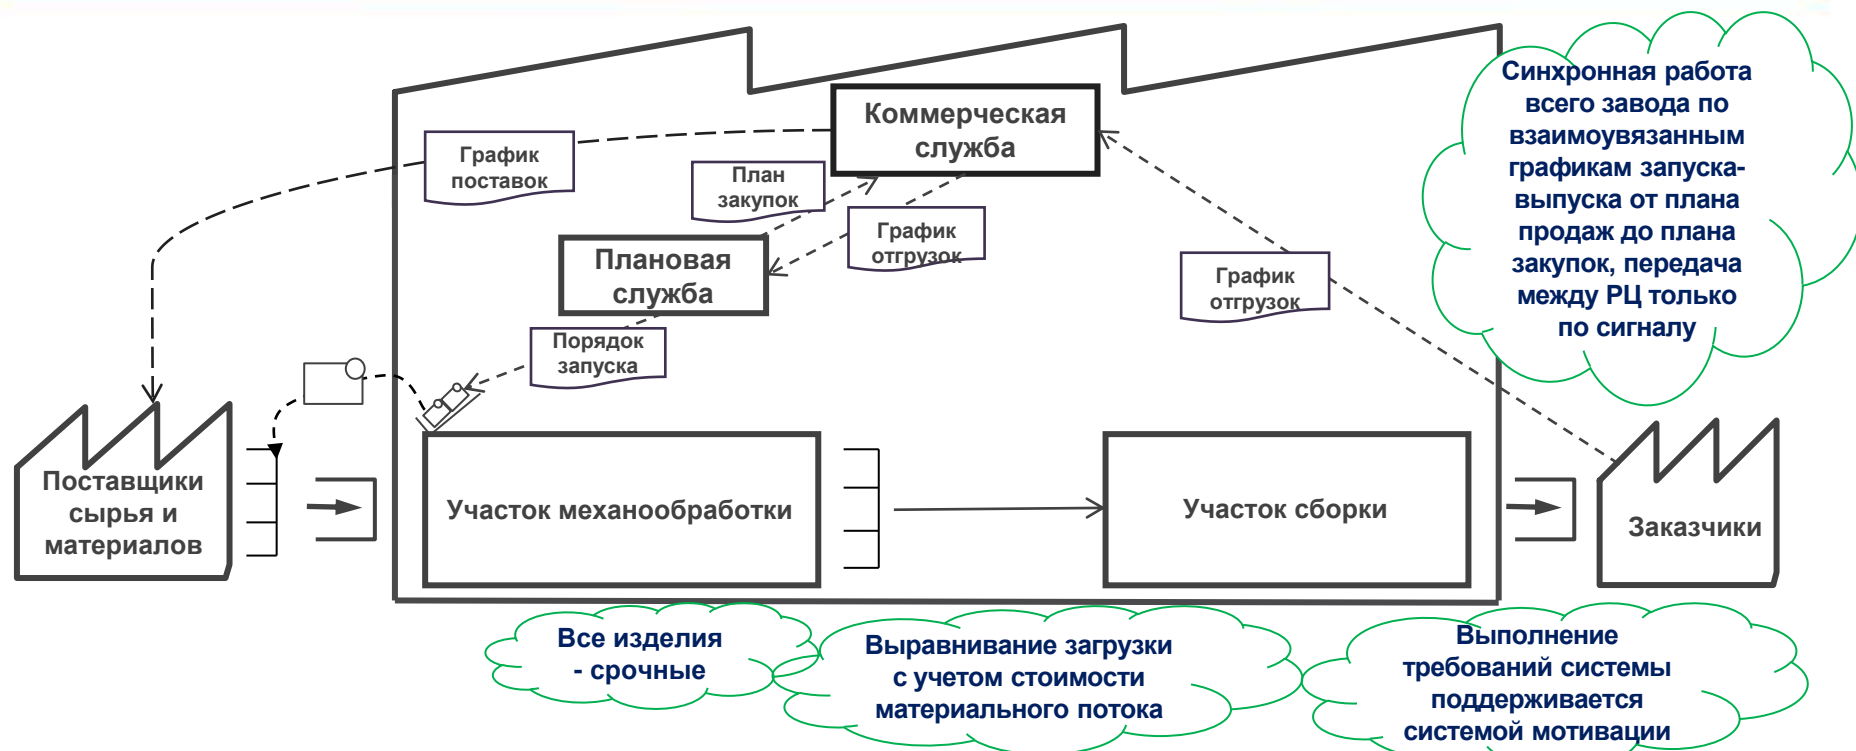 Коммерческая
служба
График
поставок
План
закупок
График
отгрузок
Плановая
служба
График
отгрузок
Порядок
запуска
Синхронная работа
всего завода по
взаимоувязанным
графикам запуска-
выпуска от плана
продаж до плана
закупок, передача
между РЦ только
по сигналу
Поставщики
сырья и
материалов
Участок механообработки
Участок сборки
Заказчики
Все изделия
- срочные
Выравнивание загрузки
с учетом стоимости
материального потока
Выполнение
требований системы
поддерживается
системой мотивации